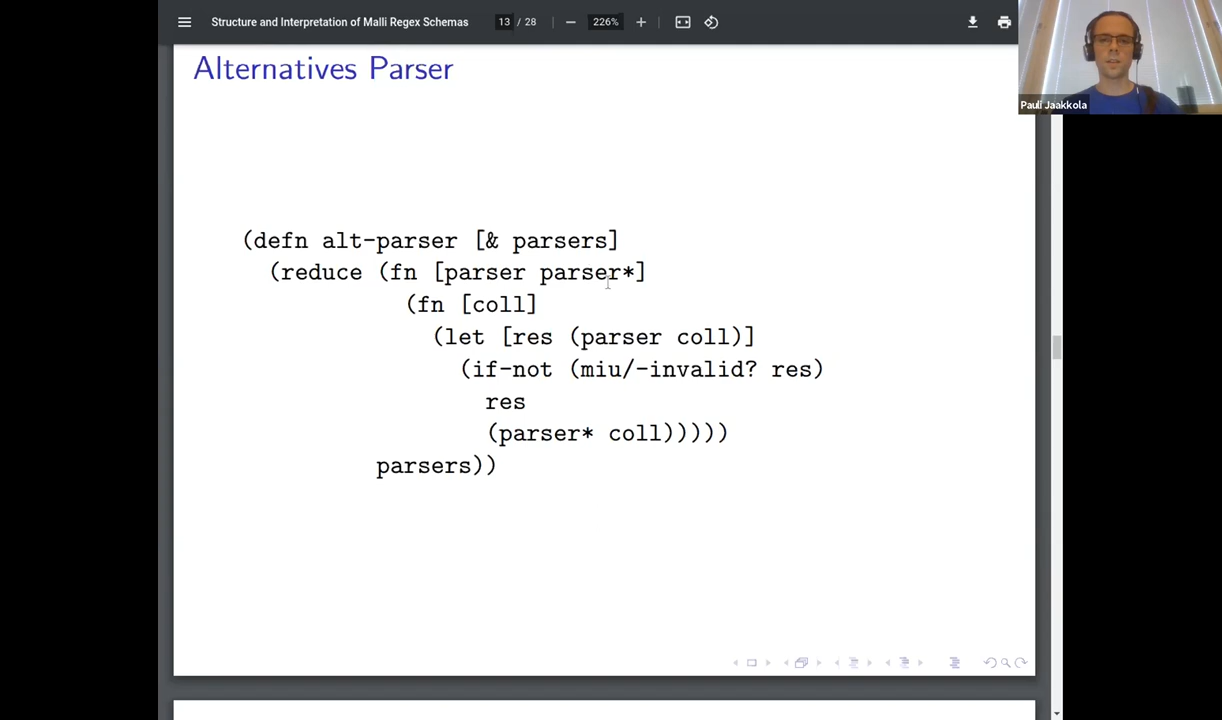 Structure and Interpretation of Malli Regex Schemas
13 / 28
226%
Pauli Jaakkola
Alternatives Parser
(defn alt-parser [& parsers]
(reduce (fn [parser parser*]
(fn [coll]
(let [res (parser coll)]
(if-not (miu/-invalid? res)
res
(parser* coll)))))
parsers))